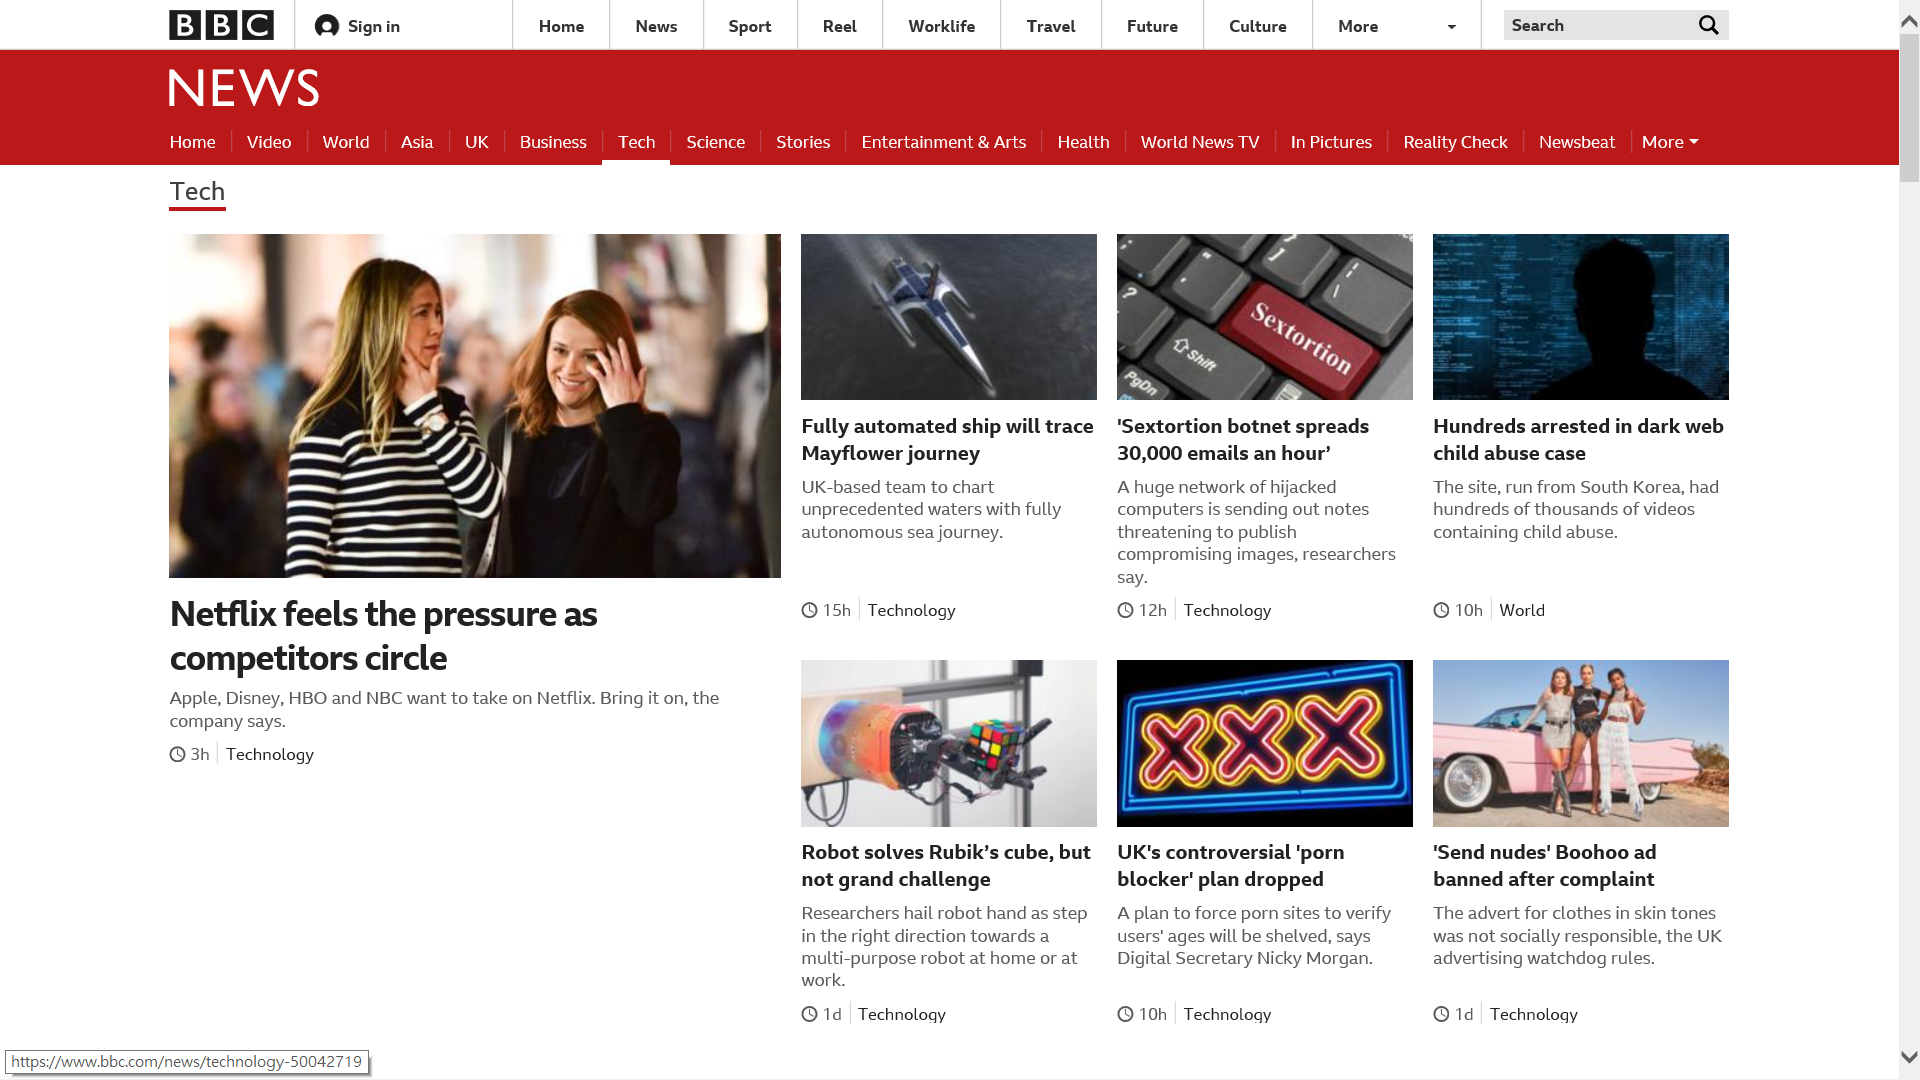 BBC
Sign in
Home
News
Sport
Reel
Worklife
Travel
Future
Culture
More
Search
NEWS
Home
Video
World
Asia
UK
Business
Tech
Science
Stories
Entertainment & Arts
Health
World News TV
In Pictures
Reality Check
Newsbeat
More
Tech
Netflix feels the pressure as
competitors circle
Apple, Disney, HBO and NBC want to take on Netflix. Bring it on, the
company says.
3h
Technology
Fully automated ship will trace
Mayflower journey
UK-based team to chart
unprecedented waters with fully
autonomous sea journey.
15h
Technology
Sextortion
Shift
PgDn
?
'Sextortion botnet spreads
30,000 emails an hour’
A huge network of hijacked
computers is sending out notes
threatening to publish
compromising images, researchers
say.
12h
Technology
Hundreds arrested in dark web
child abuse case
The site, run from South Korea, had
hundreds of thousands of videos
containing child abuse.
10h
World
Robot solves Rubik’s cube, but
not grand challenge
Researchers hail robot hand as step
in the right direction towards a
multi-purpose robot at home or at
work.
1d
Technology
XXX
UK's controversial 'porn
blocker' plan dropped
A plan to force porn sites to verify
users' ages will be shelved, says
Digital Secretary Nicky Morgan.
10h
Technology
'Send nudes' Boohoo ad
banned after complaint
The advert for clothes in skin tones
was not socially responsible, the UK
advertising watchdog rules.
1d
Technology
https://www.bbc.com/news/technology-50042719